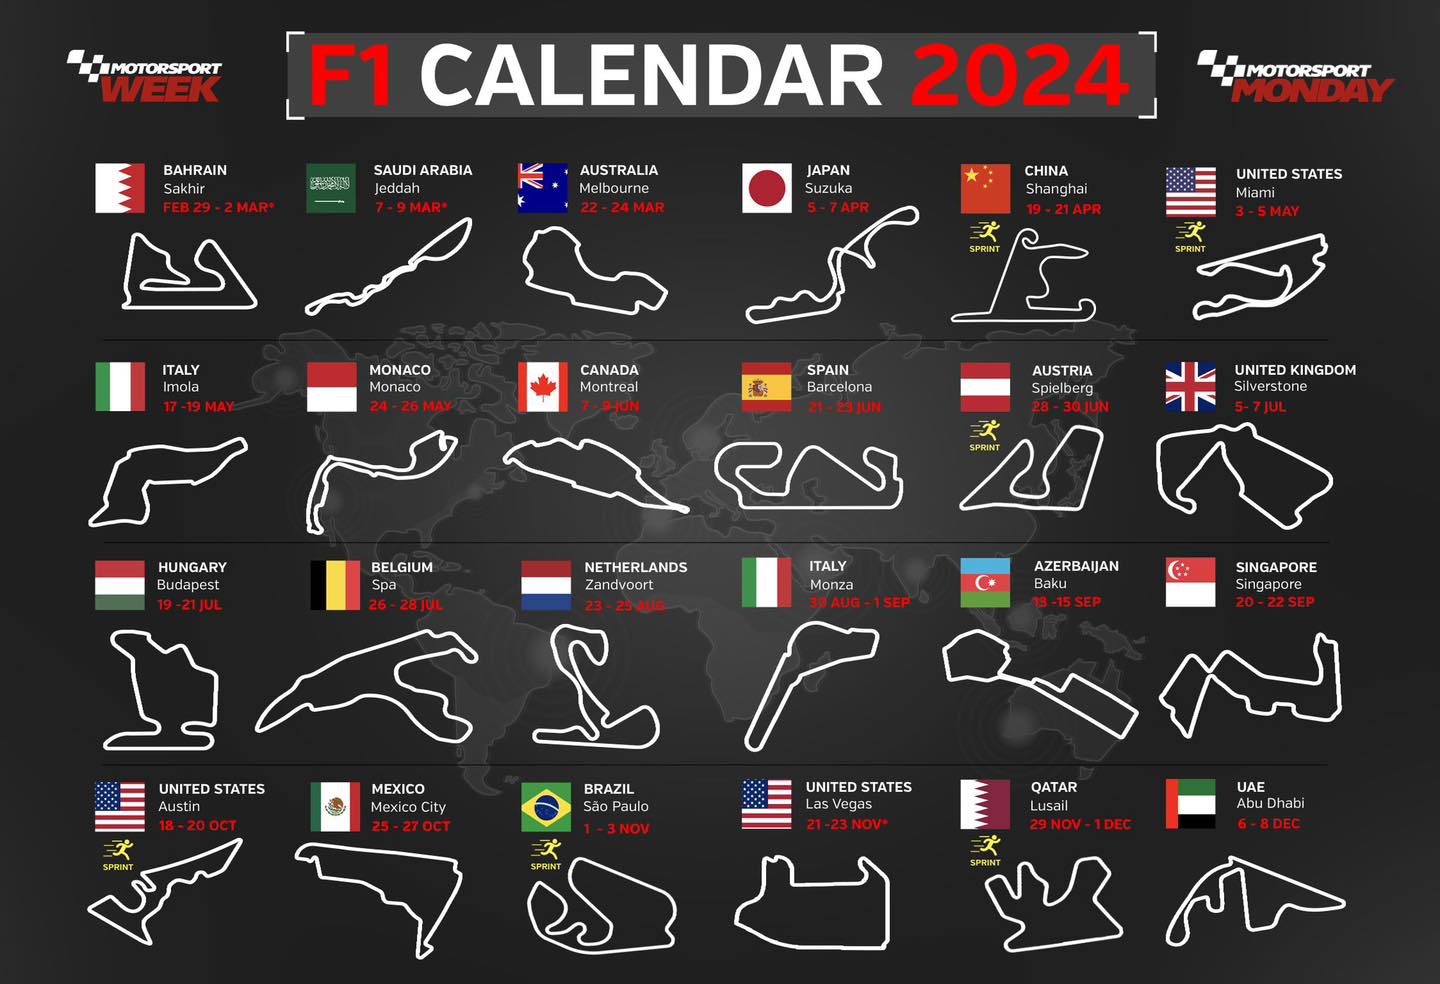 MOTORSPORT
WEEK
F1 CALENDAR 2024
MOTORSPORT
MONDAY
BAHRAIN
Sakhir
FEB 29 - 2 MAR*
SAUDI ARABIA
Jeddah
7 - 9 MAR*
AUSTRALIA
Melbourne
22 - 24 MAR
JAPAN
Suzuka
5 - 7 APR
CHINA
Shanghai
19 - 21 APR
SPRINT
UNITED STATES
Miami
3 - 5 MAY
SPRINT
ITALY
Imola
17 -19 MAY
MONACO
Monaco
24 - 26 MAY
CANADA
Montreal
7 - 9 JUN
SPAIN
Barcelona
21 - 23 JUN
AUSTRIA
Spielberg
28 - 30 JUN
SPRINT
UNITED KINGDOM
Silverstone
5- 7 JUL
HUNGARY
Budapest
19 -21 JUL
BELGIUM
Spa
26 - 28 JUL
NETHERLANDS
Zandvoort
23 - 25 AUG
ITALY
Monza
30 AUG - 1 SEP
AZERBAIJAN
Baku
13 -15 SEP
SINGAPORE
Singapore
20 - 22 SEP
UNITED STATES
Austin
18 - 20 OCT
SPRINT
MEXICO
Mexico City
25 - 27 OCT
BRAZIL
São Paulo
1 - 3 NOV
SPRINT
UNITED STATES
Las Vegas
21 -23 NOV*
QATAR
Lusail
29 NOV - 1 DEC
SPRINT
UAE
Abu Dhabi
6 - 8 DEC